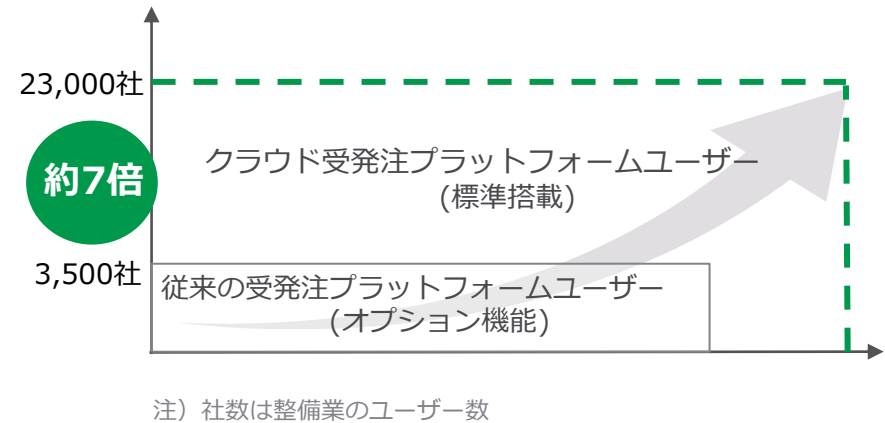 23,000社
約7倍
クラウド受発注プラットフォームユーザー
(標準搭載)
3,500社
従来の受発注プラットフォームユーザー
(オプション機能)
注）社数は整備業のユーザー数